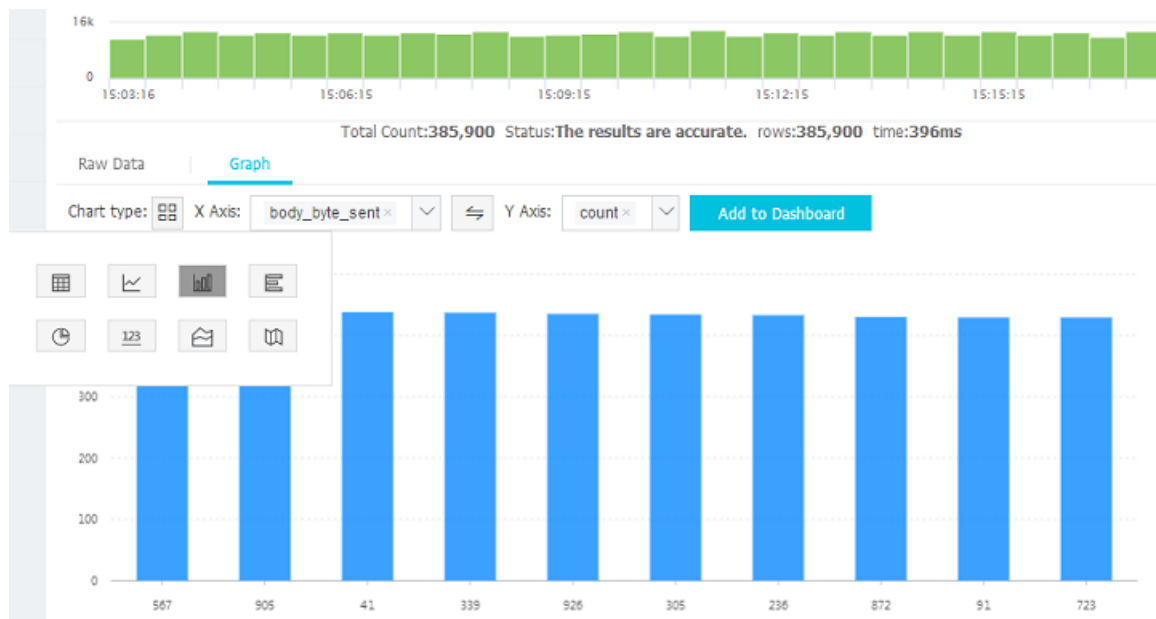 16k
0
15:03:16 15:06:15 15:09:15 15:12:15 15:15:15
Total Count:385,900 Status:The results are accurate. rows:385,900 time:396ms
Raw Data Graph
Chart type: X Axis: body_byte_sent × Y Axis: count × Add to Dashboard
123
300
200
100
0
567 905 41 339 926 305 236 872 91 723